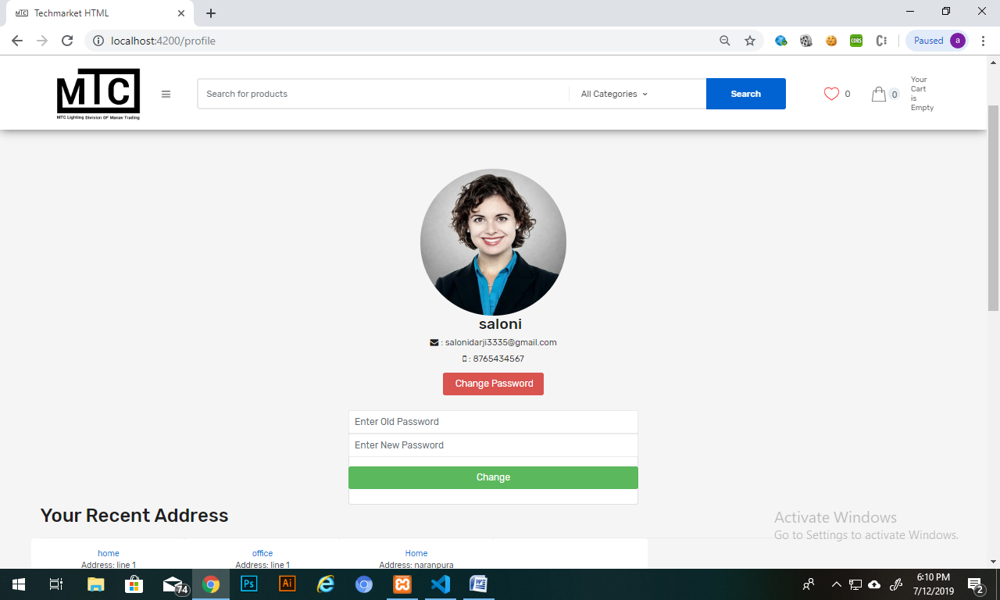 Techmarket HTML
localhost:4200/profile
Paused a
MTC
MTC Lighting Division OF Manav Trading
Search for products
All Categories
Search
0
0
Your
Cart
is
Empty
saloni
: salonidarji3335@gmail.com
: 8765434567
Change Password
Enter Old Password
Enter New Password
Change
Your Recent Address
home office Home
Address: line 1 Address: line 1 Address: naranpura
Activate Windows
Go to Settings to activate Windows.
74
Ps
Ai
6:10 PM
7/12/2019
2